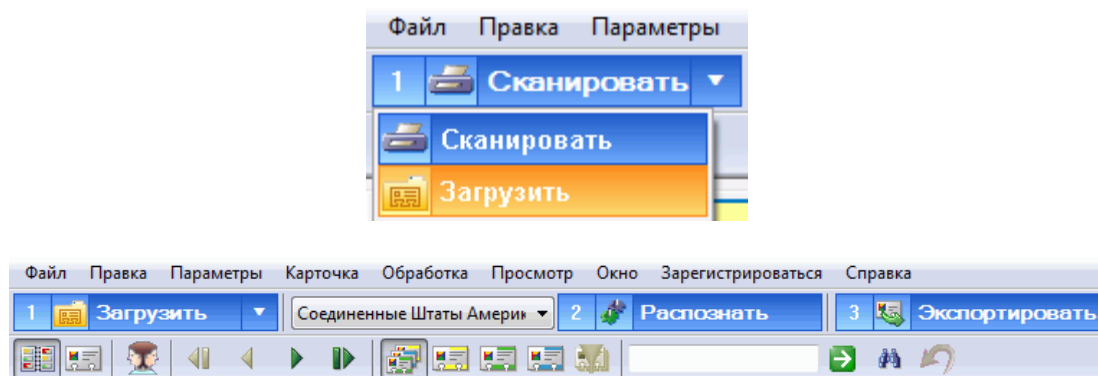 Файл Правка Параметры
1 Сканировать
Сканировать
Загрузить
Файл Правка Параметры Карточка Обработка Просмотр Окно Зарегистрироваться Справка
1 Загрузить Соединенные Штаты Америк 2 Распознать 3 Экспортировать